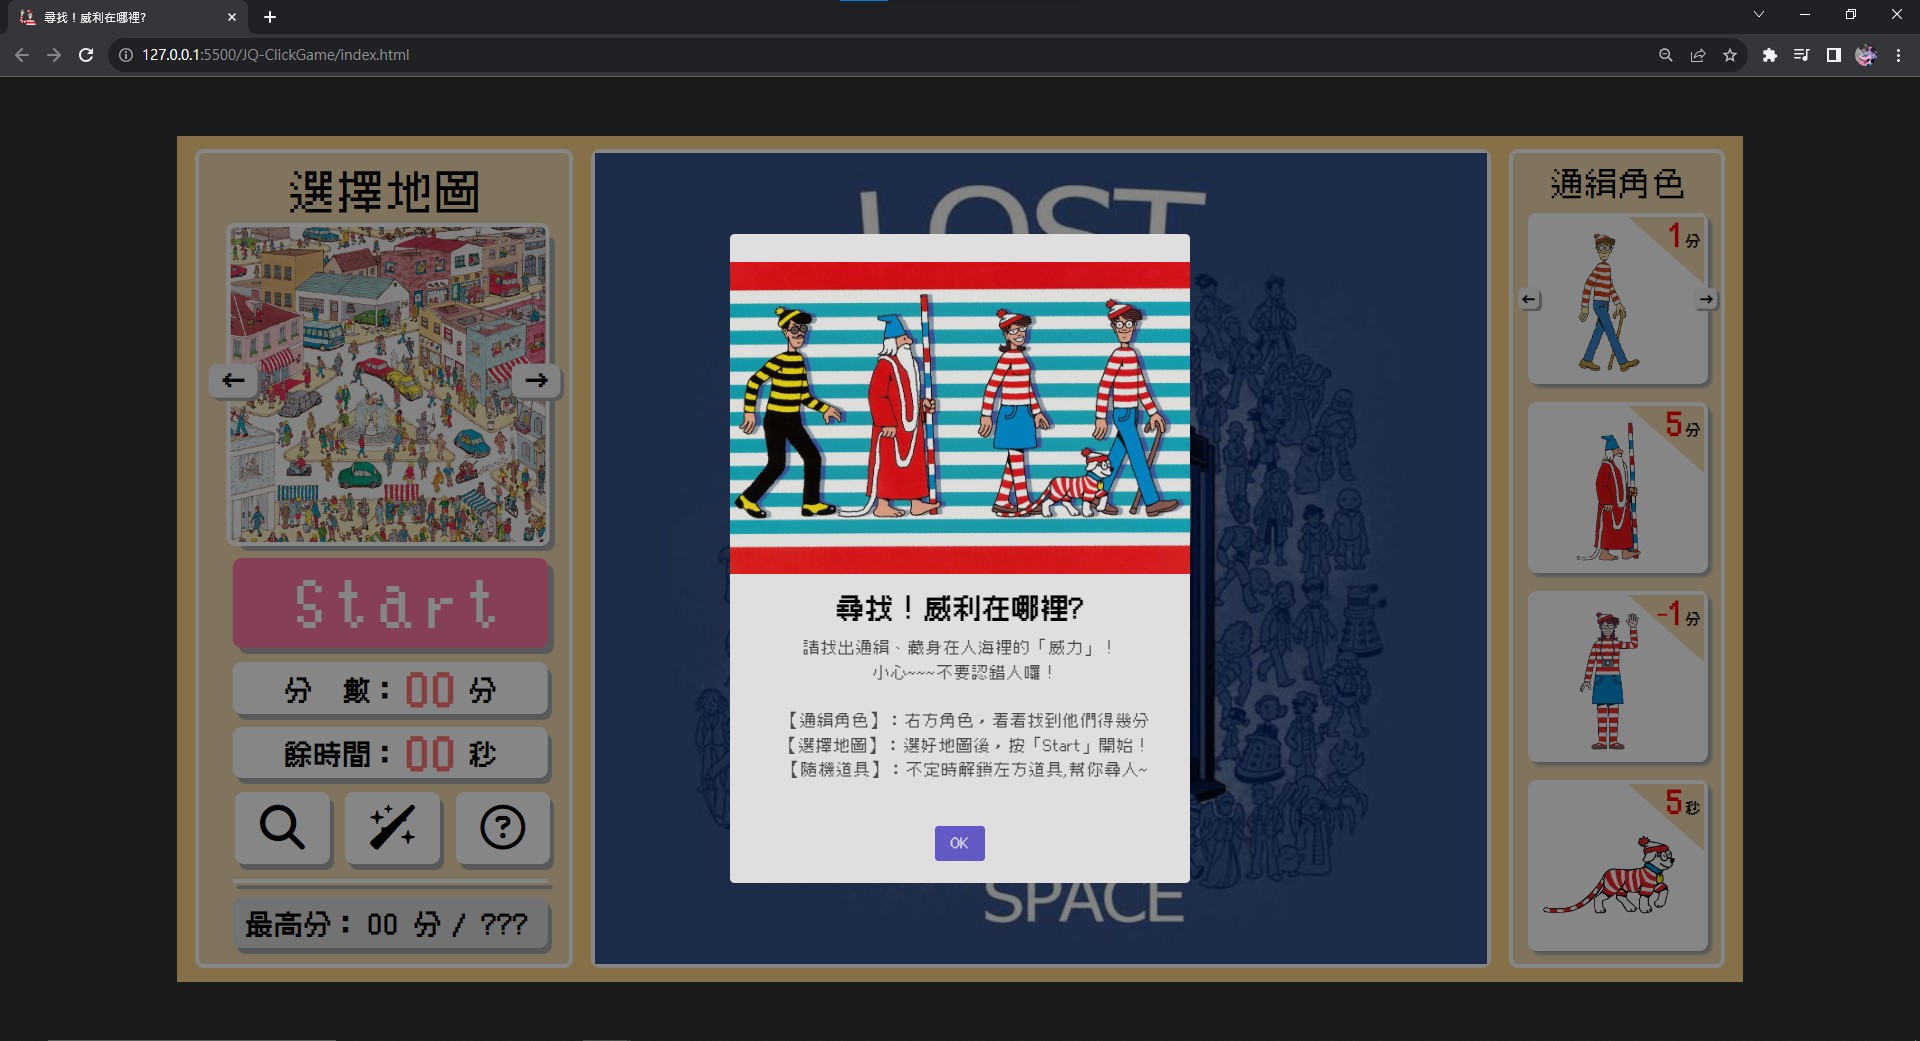 尋找！威利在哪裡?
127.0.0.1:5500/JQ-ClickGame/index.html
選擇地圖
Start
分 數：00 分
餘時間：00 秒
最高分：00 分 / ???
LOST
SPACE
尋找！威利在哪裡?
請找出通緝、藏身在人海裡的「威力」！
小心~~~不要認錯人囉！
【通緝角色】：右方角色，看看找到他們得幾分
【選擇地圖】：選好地圖後，按「Start」開始！
【隨機道具】：不定時解鎖左方道具,幫你尋人~
OK
通緝角色
1分
5分
-1分
5秒